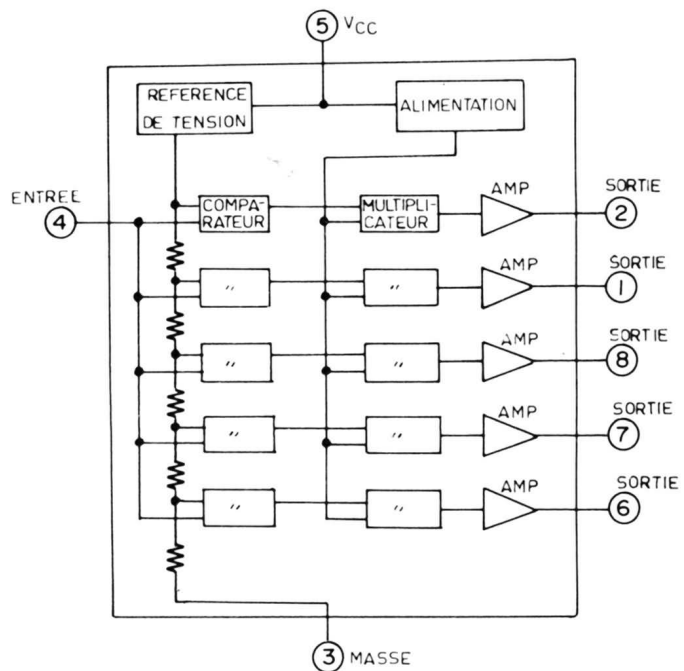 5 VCC
REFERENCE
DE TENSION
ALIMENTATION
ENTREE
4
COMPA-
RATEUR
MULTIPLI-
CATEUR
AMP
SORTIE
2
"
"
AMP
SORTIE
1
"
"
AMP
SORTIE
8
"
"
AMP
SORTIE
7
"
"
AMP
SORTIE
6
3 MASSE